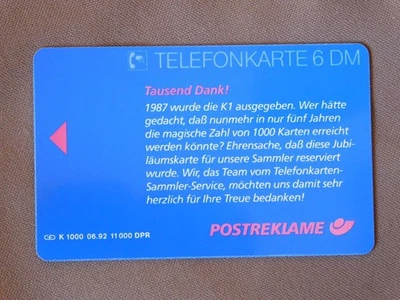 TELEFONKARTE 6 DM
Tausend Dank!
1987 wurde die K1 ausgegeben. Wer hätte
gedacht, daß nunmehr in nur fünf Jahren
die magische Zahl von 1000 Karten erreicht
werden könnte? Ehrensache, daß diese Jubi-
läumskarte für unsere Sammler reserviert
wurde. Wir, das Team vom Telefonkarten-
Sammler-Service, möchten uns damit sehr
herzlich für Ihre Treue bedanken!
POSTREKLAME
K 1000 06.92 11 000 DPR